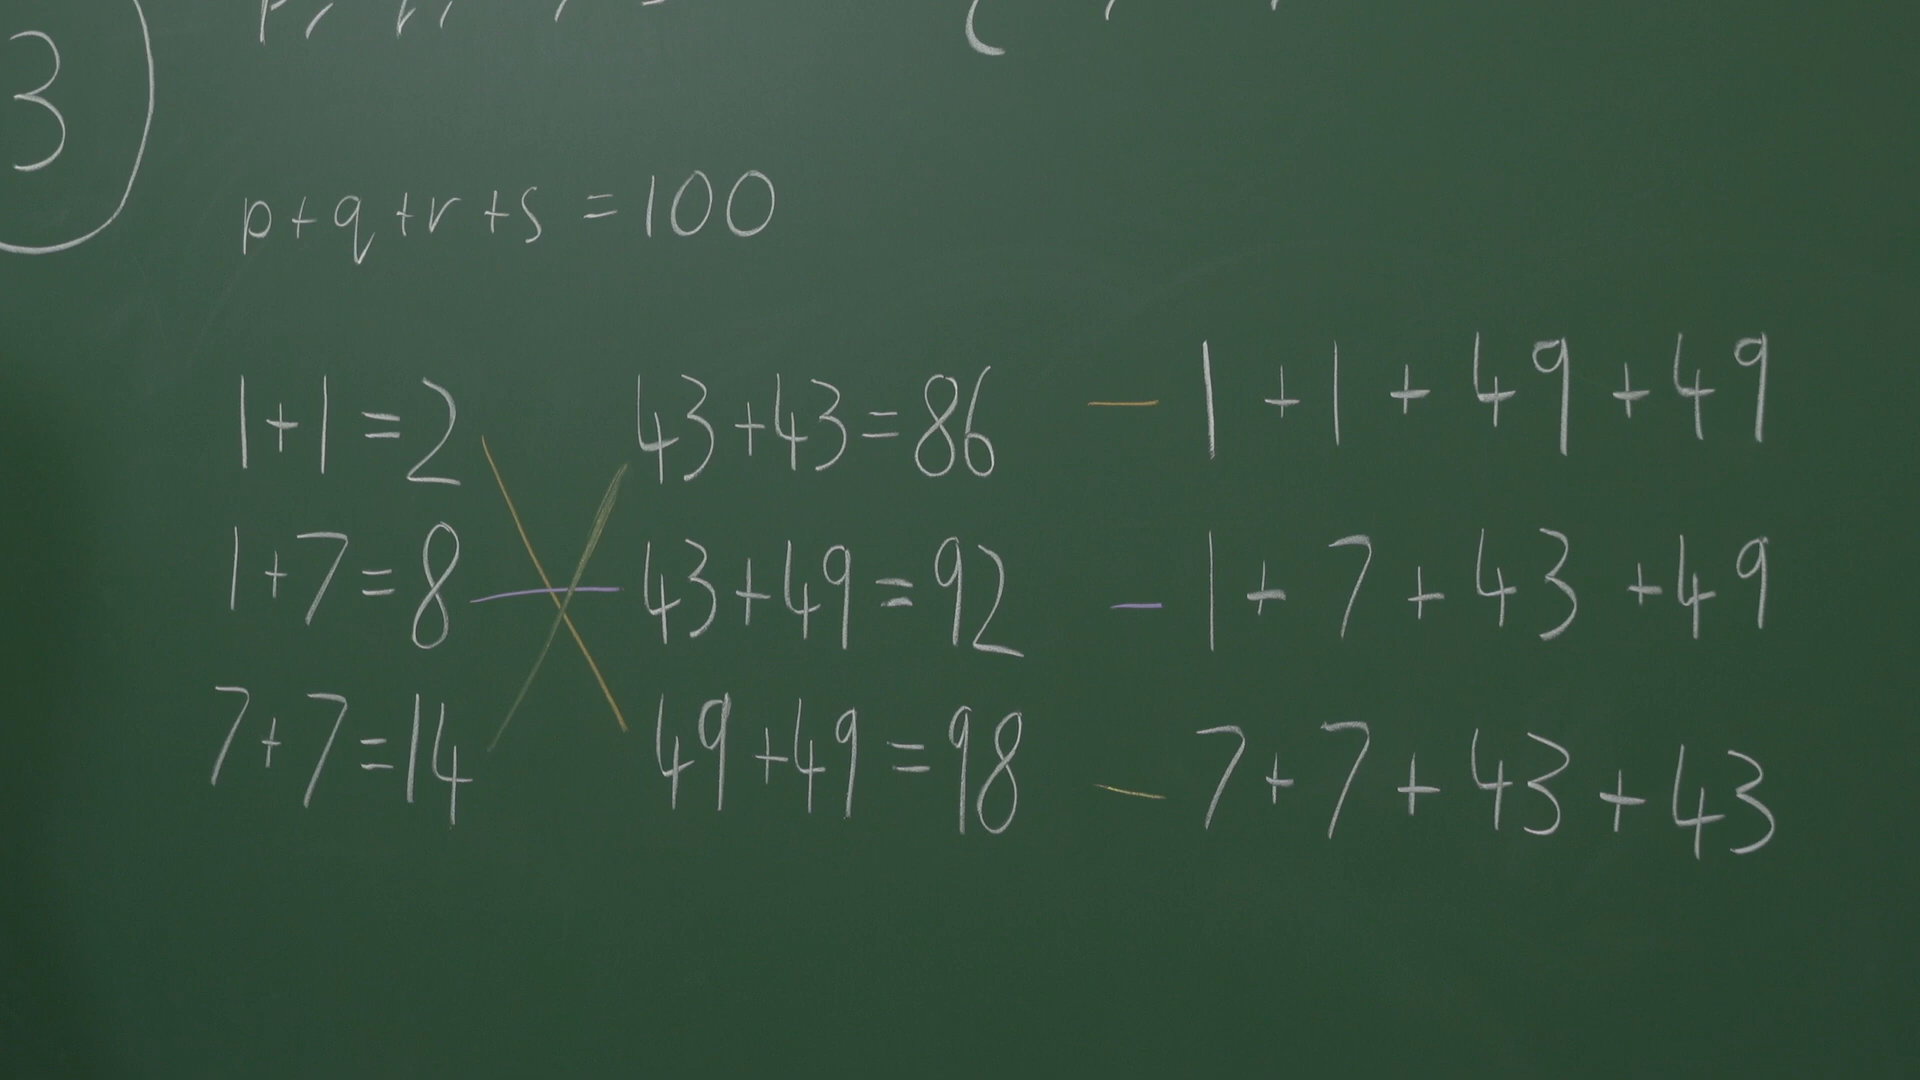 3
p+q+r+s=100
1+1=2 43+43=86 - 1+1+49+49
1+7=8 43+49=92 - 1+7+43+49
7+7=14 49+49=98 - 7+7+43+43